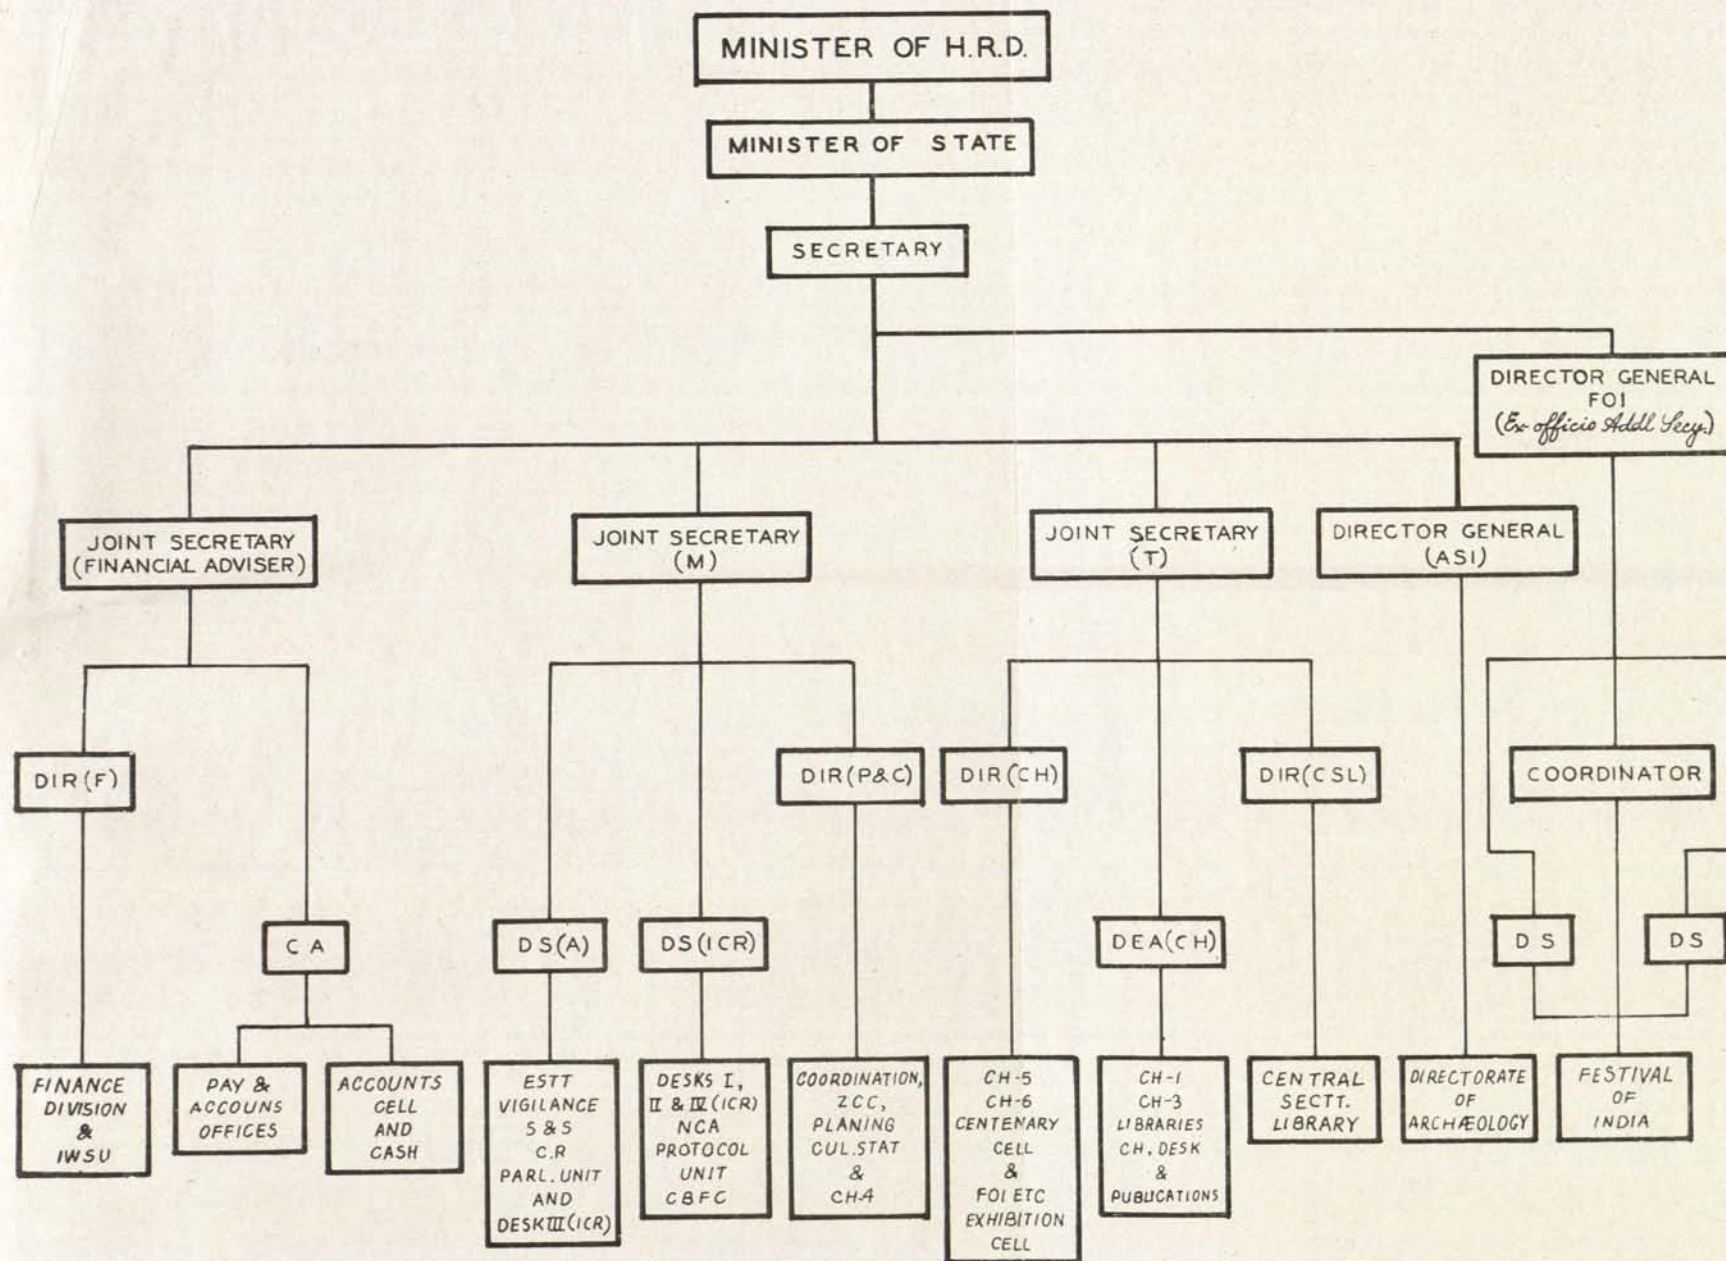 MINISTER OF H.R.D.
MINISTER OF STATE
SECRETARY
DIRECTOR GENERAL
FOI
(Ex-officio Addl Secy.)
JOINT SECRETARY
(FINANCIAL ADVISER)
JOINT SECRETARY
(M)
JOINT SECRETARY
(T)
DIRECTOR GENERAL
(ASI)
DIR(F)
DIR(P&C)
DIR(CH)
DIR(CSL)
COORDINATOR
C A
DS(A)
DS(ICR)
DEA(CH)
D S
D S
FINANCE
DIVISION
&
IWSU
PAY &
ACCOUNS
OFFICES
ACCOUNTS
CELL
AND
CASH
ESTT
VIGILANCE
S & S
C.R
PARL. UNIT
AND
DESK III (ICR)
DESKS I,
II & IV (ICR)
NCA
PROTOCOL
UNIT
CBFC
COORDINATION,
ZCC,
PLANING
CUL.STAT
&
CH-4
CH-5
CH-6
CENTENARY
CELL
&
FOI ETC
EXHIBITION
CELL
CH-1
CH-3
LIBRARIES
CH. DESK
&
PUBLICATIONS
CENTRAL
SECTT.
LIBRARY
DIRECTORATE
OF
ARCHÆOLOGY
FESTIVAL
OF
INDIA